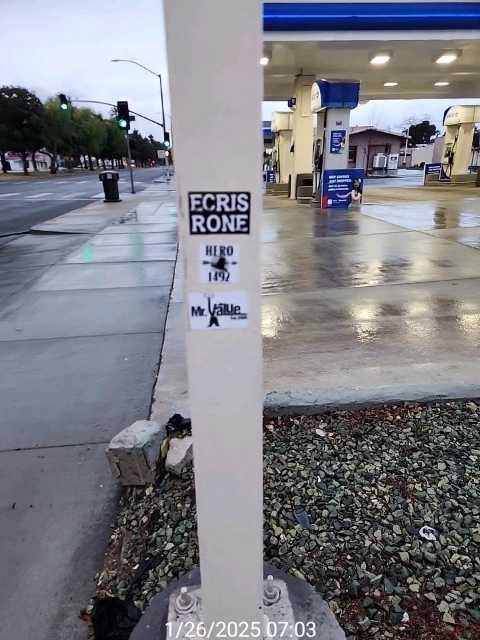 ECRIS
RONE
HERO
1492
Mr. Value
1/26/2025 07:03